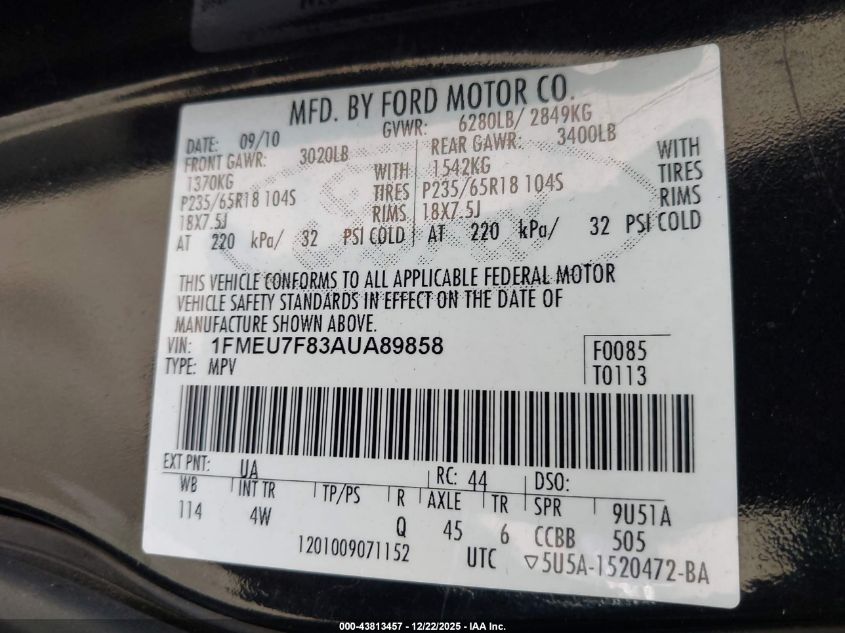 MFD. BY FORD MOTOR CO.
DATE: 09/10 GVWR: 6280LB/ 2849KG
FRONT GAWR: 3020LB REAR GAWR: 3400LB
1370KG WITH 1542KG WITH
P235/65R18 104S TIRES P235/65R18 104S TIRES
18X7.5J RIMS 18X7.5J RIMS
AT 220 kPa/ 32 PSI COLD AT 220 kPa/ 32 PSI COLD
THIS VEHICLE CONFORMS TO ALL APPLICABLE FEDERAL MOTOR
VEHICLE SAFETY STANDARDS IN EFFECT ON THE DATE OF
MANUFACTURE SHOWN ABOVE.
VIN: 1FMEU7F83AUA89858 F0085
TYPE: MPV T0113
EXT PNT: UA RC: 44 DSO:
WB INT TR TP/PS R AXLE TR SPR 9U51A
114 4W Q 45 6 CCBB 505
1201009071152 UTC ▽5U5A-1520472-BA
000-43813457 - 12/22/2025 - IAA Inc.